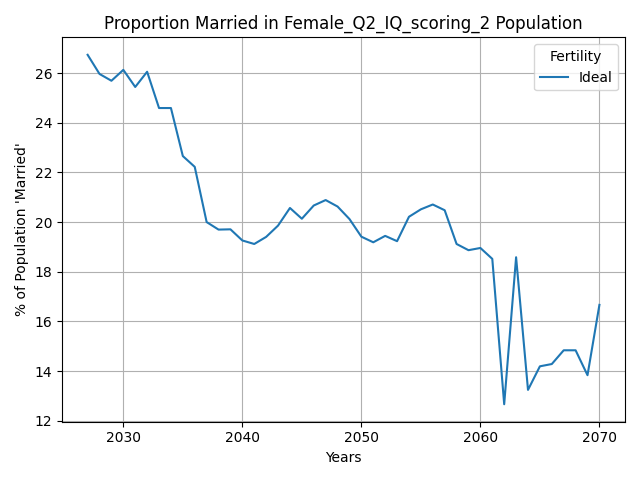 Proportion Married in Female_Q2_IQ_scoring_2 Population
Fertility
Ideal
% of Population 'Married'
26
24
22
20
18
16
14
12
2030
2040
2050
2060
2070
Years